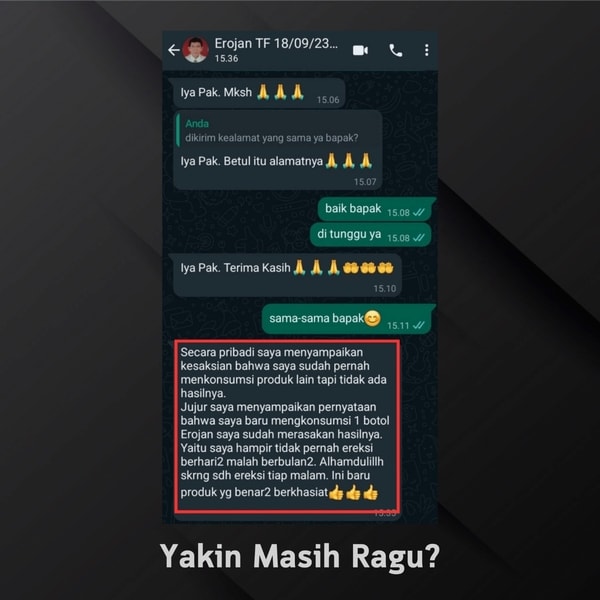 Erojan TF 18/09/23...
15.36
Iya Pak. Mksh 🙏🙏🙏
15.06
Anda
dikirim kealamat yang sama ya bapak?
Iya Pak. Betul itu alamatnya🙏🙏🙏
15.07
baik bapak 15.08
di tunggu ya 15.08
Iya Pak. Terima Kasih🙏🙏🙏🤲🤲🤲
15.10
sama-sama bapak😊 15.11
Secara pribadi saya menyampaikan
kesaksian bahwa saya sudah pernah
menkonsumsi produk lain tapi tidak ada
hasilnya.
Jujur saya menyampaikan pernyataan
bahwa saya baru mengkonsumsi 1 botol
Erojan saya sudah merasakan hasilnya.
Yaitu saya hampir tidak pernah ereksi
berhari2 malah berbulan2. Alhamdulillh
skrng sdh ereksi tiap malam. Ini baru
produk yg benar2 berkhasiat👍👍👍
Yakin Masih Ragu?